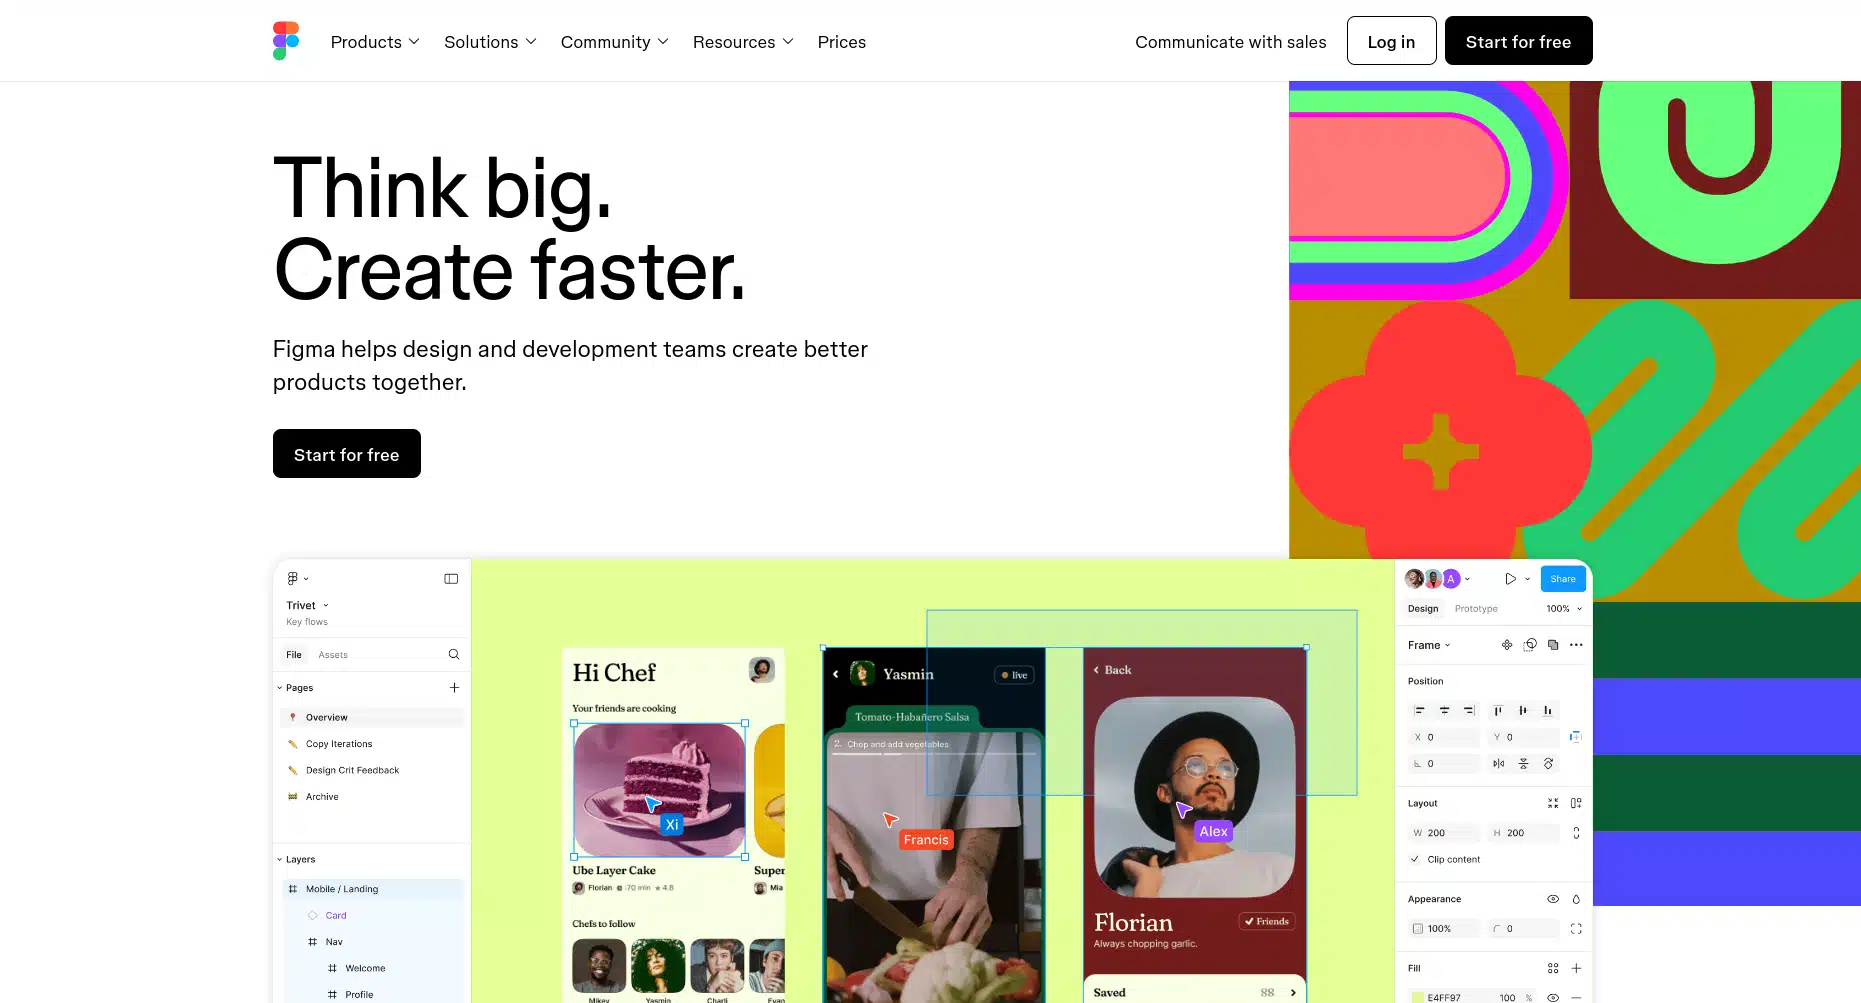 Products Solutions Community Resources Prices Communicate with sales Log in Start for free
Think big.
Create faster.
Figma helps design and development teams create better
products together.
Start for free
Trivet
Key flows
File Assets
Pages
Overview
Copy Iterations
Design Crit Feedback
Archive
Layers
Mobile / Landing
Card
Nav
Welcome
Profile
Hi Chef
Your friends are cooking
Xi
Ube Layer Cake
Super
Florian 70 min 4.8
Mia
Chefs to follow
Mikey Yasmin Charli Evan
Yasmin live
Tomato-Habañero Salsa
2. Chop and add vegetables
Francis
Back
Alex
Florian Friends
Always chopping garlic.
Saved 88
A Share
Design Prototype 100%
Frame
Position
X 0 Y 0
0
Layout
W 200 H 200
Clip content
Appearance
100% 0
Fill
E4FF97 100 %